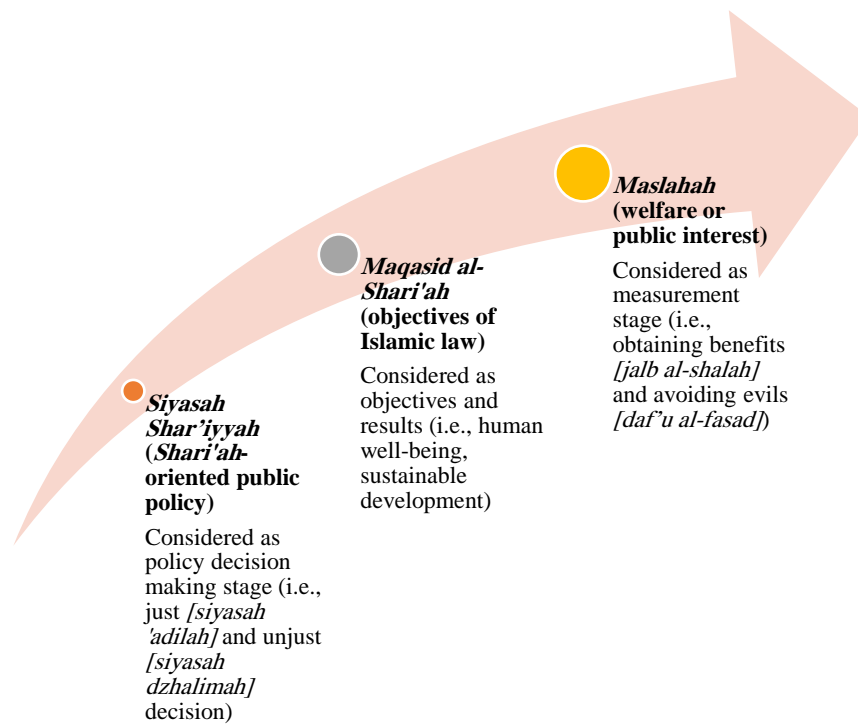 Siyasah
Shar’iyyah
(Shari'ah-
oriented public
policy)
Considered as
policy decision
making stage (i.e.,
just [siyasah
'adilah] and unjust
[siyasah
dzhalimah]
decision)
Maqasid al-
Shari'ah
(objectives of
Islamic law)
Considered as
objectives and
results (i.e., human
well-being,
sustainable
development)
Maslahah
(welfare or
public interest)
Considered as
measurement
stage (i.e.,
obtaining benefits
[jalb al-shalah]
and avoiding evils
[daf’u al-fasad])